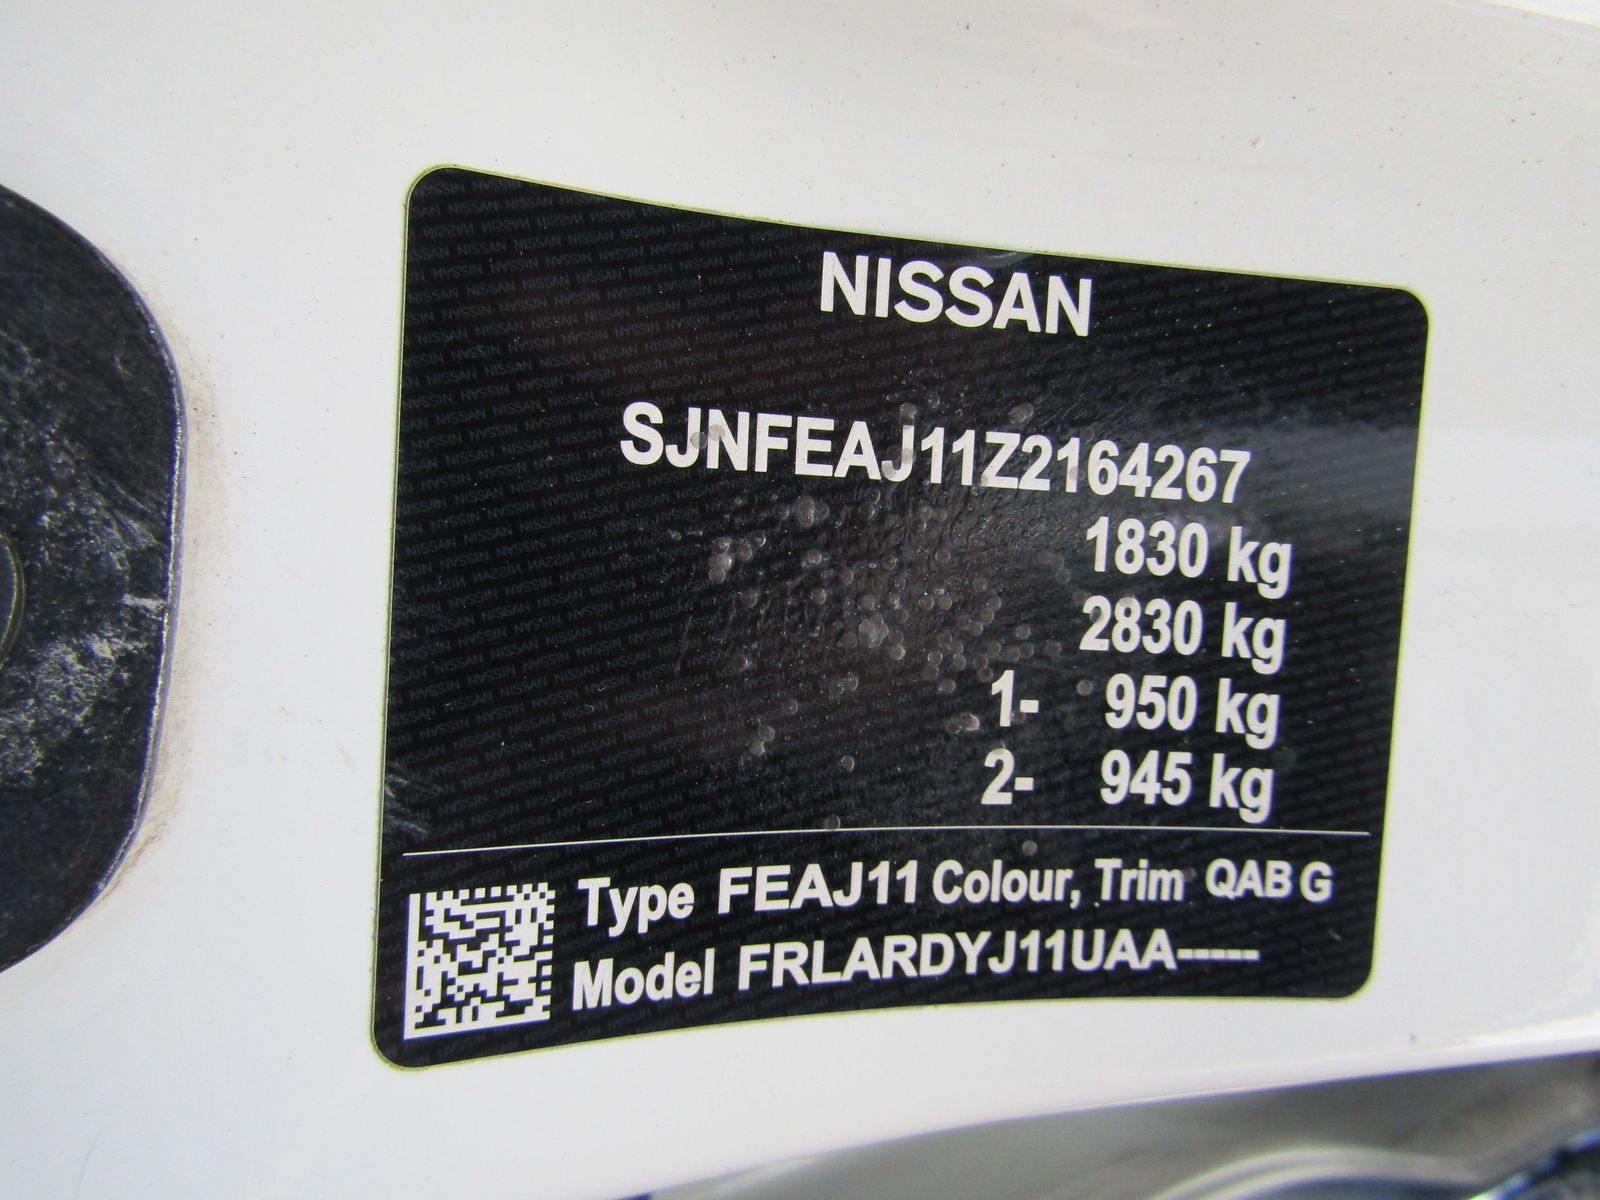 NISSAN
SJNFEAJ11Z2164267
1830 kg
2830 kg
1- 950 kg
2- 945 kg
Type FEAJ11 Colour, Trim QAB G
Model FRLARDYJ11UAA-----